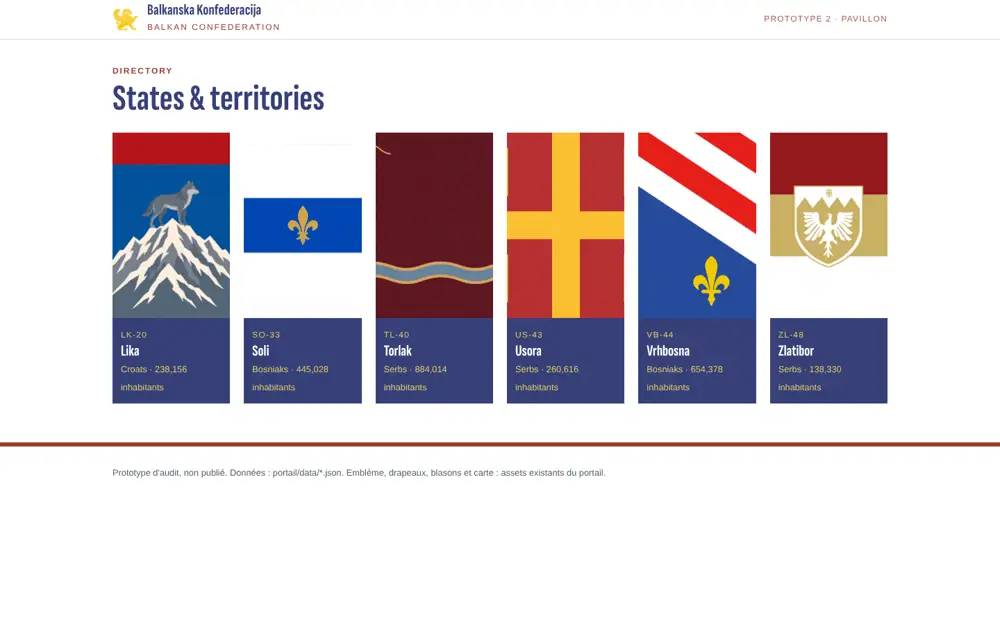 Balkanska Konfederacija
BALKAN CONFEDERATION
PROTOTYPE 2 · PAVILLON
DIRECTORY
States & territories
LK-20
Lika
Croats · 238,156
inhabitants
SO-33
Soli
Bosniaks · 445,028
inhabitants
TL-40
Torlak
Serbs · 884,014
inhabitants
US-43
Usora
Serbs · 260,616
inhabitants
VB-44
Vrhbosna
Bosniaks · 654,378
inhabitants
ZL-48
Zlatibor
Serbs · 138,330
inhabitants
Prototype d'audit, non publié. Données : portail/data/*.json. Emblème, drapeaux, blasons et carte : assets existants du portail.